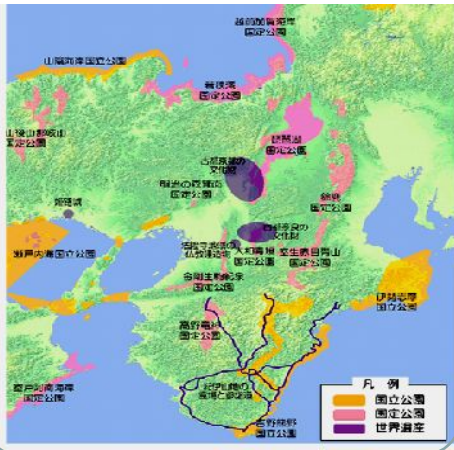 越前加賀海岸
国定公園
山陰海岸国立公園
若狭湾
国定公園
琵琶湖
国定公園
古都京都の
文化財
明治の森箕面
国定公園
鈴鹿
国定公園
姫路城
古都奈良の
文化財
瀬戸内海国立公園
法隆寺地域の
仏教建造物
大和青垣
国定公園
室生赤目青山
国定公園
金剛生駒紀泉
国定公園
伊勢志摩
国立公園
高野龍神
国定公園
室戸阿南海岸
国定公園
紀伊山地の
霊場と参詣道
吉野熊野
国立公園
凡 例
国立公園
国定公園
世界遺産